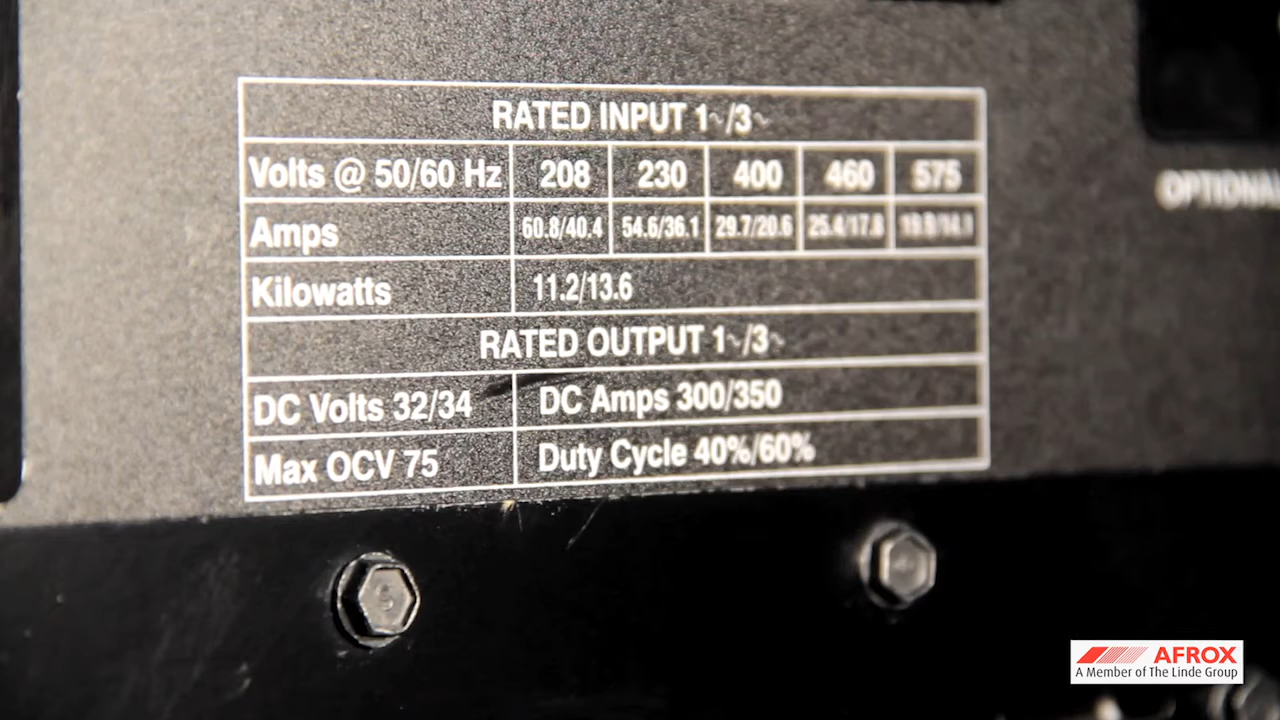 RATED INPUT 1~/3~
Volts @ 50/60 Hz 208 230 400 460 575
Amps 60.8/40.4 54.6/36.1 29.7/20.6 25.4/17.8
Kilowatts 11.2/13.6
RATED OUTPUT 1~/3~
DC Volts 32/34 DC Amps 300/350
Max OCV 75 Duty Cycle 40%/60%
AFROX
A Member of The Linde Group